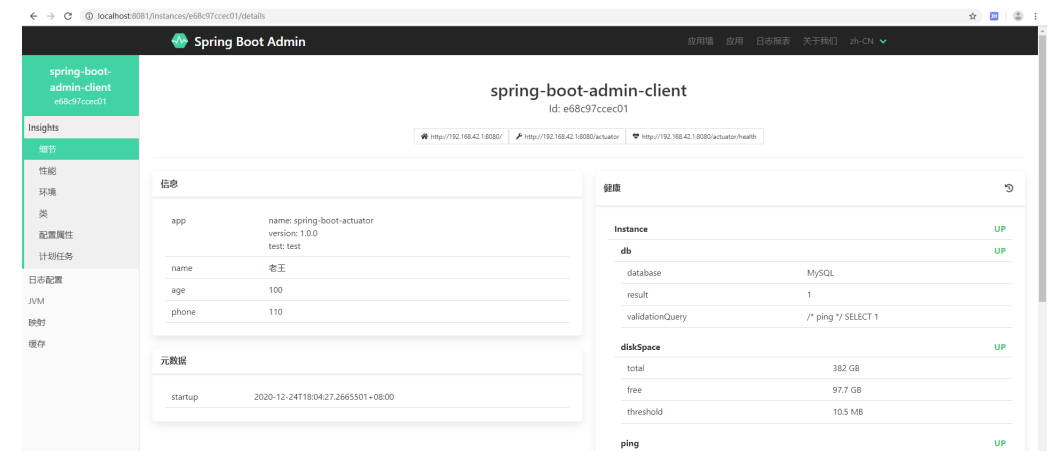 localhost:8081/instances/e68c97ccec01/details
Spring Boot Admin
应用墙 应用 日志报表 关于我们 zh-CN
spring-boot-admin-client
e68c97ccec01
Insights
细节
性能
环境
类
配置属性
计划任务
日志配置
JVM
映射
缓存
spring-boot-admin-client
Id: e68c97ccec01
http://192.168.42.1:8080/ http://192.168.42.1:8080/actuator http://192.168.42.1:8080/actuator/health
信息
app name: spring-boot-actuator
version: 1.0.0
test: test
name 老王
age 100
phone 110
元数据
startup 2020-12-24T18:04:27.2665501+08:00
健康
Instance UP
db UP
database MySQL
result 1
validationQuery /* ping */ SELECT 1
diskSpace UP
total 382 GB
free 97.7 GB
threshold 10.5 MB
ping UP